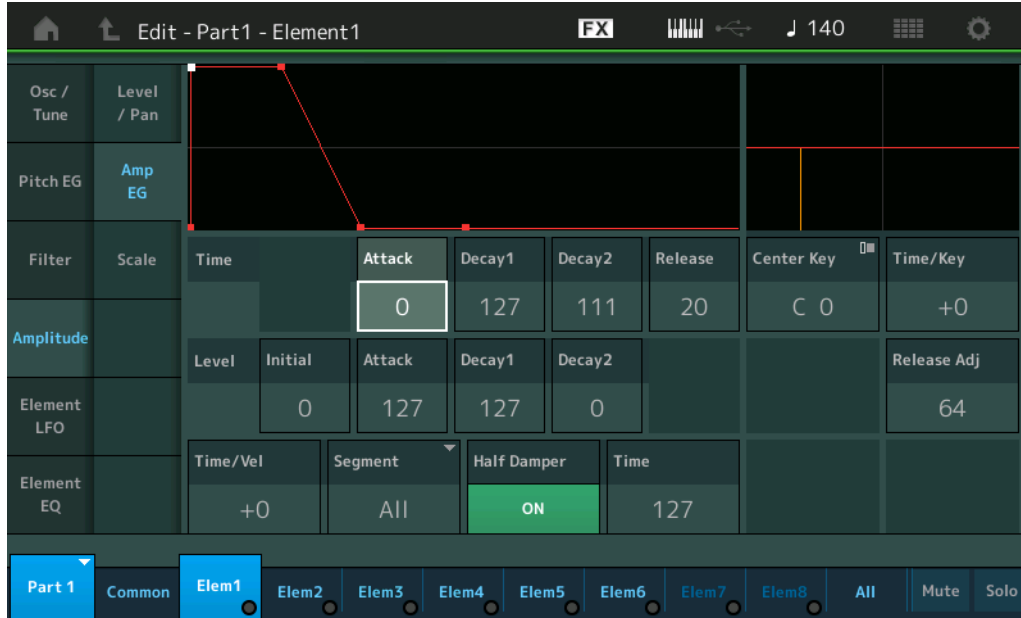 Edit - Part1 - Element1
FX
♩ 140
Osc /
Tune
Level
/ Pan
Pitch EG
Amp
EG
Filter
Scale
Amplitude
Element
LFO
Element
EQ
Time
Attack
Decay1
Decay2
Release
Center Key
Time/Key
0
127
111
20
C 0
+0
Level
Initial
Attack
Decay1
Decay2
Release Adj
0
127
127
0
64
Time/Vel
Segment
Half Damper
Time
+0
All
ON
127
Part 1
Common
Elem1
Elem2
Elem3
Elem4
Elem5
Elem6
Elem7
Elem8
All
Mute
Solo